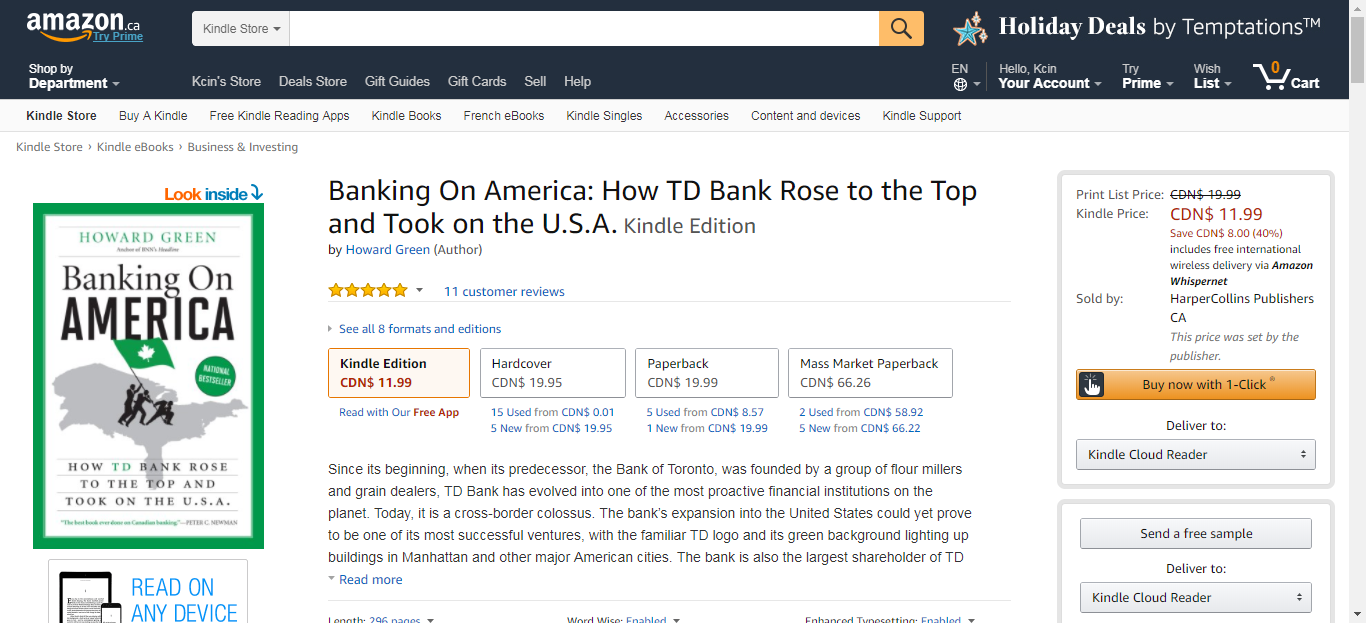 amazon.ca
Try Prime
Kindle Store
Holiday Deals by Temptations™
Shop by
Department
Kcin's Store
Deals Store
Gift Guides
Gift Cards
Sell
Help
EN
Hello, Kcin
Your Account
Try
Prime
Wish
List
0
Cart
Kindle Store
Buy A Kindle
Free Kindle Reading Apps
Kindle Books
French eBooks
Kindle Singles
Accessories
Content and devices
Kindle Support
Kindle Store › Kindle eBooks › Business & Investing
Look inside
HOWARD GREEN
Author of BNN's Headline
Banking On
AMERICA
NATIONAL
BESTSELLER
HOW TD BANK ROSE
TO THE TOP AND
TOOK ON THE U.S.A.
"The best book ever done on Canadian banking."—PETER C. NEWMAN
READ ON
ANY DEVICE
Banking On America: How TD Bank Rose to the Top
and Took on the U.S.A. Kindle Edition
by Howard Green (Author)
11 customer reviews
See all 8 formats and editions
Kindle Edition
CDN$ 11.99
Read with Our Free App
Hardcover
CDN$ 19.95
15 Used from CDN$ 0.01
5 New from CDN$ 19.95
Paperback
CDN$ 19.99
5 Used from CDN$ 8.57
1 New from CDN$ 19.99
Mass Market Paperback
CDN$ 66.26
2 Used from CDN$ 58.92
5 New from CDN$ 66.22
Since its beginning, when its predecessor, the Bank of Toronto, was founded by a group of flour millers
and grain dealers, TD Bank has evolved into one of the most proactive financial institutions on the
planet. Today, it is a cross-border colossus. The bank's expansion into the United States could yet prove
to be one of its most successful ventures, with the familiar TD logo and its green background lighting up
buildings in Manhattan and other major American cities. The bank is also the largest shareholder of TD
Read more
Length: 296 pages
Word Wise: Enabled
Enhanced Typesetting: Enabled
Print List Price: CDN$ 19.99
Kindle Price: CDN$ 11.99
Save CDN$ 8.00 (40%)
includes free international
wireless delivery via Amazon
Whispernet
Sold by: HarperCollins Publishers
CA
This price was set by the
publisher.
Buy now with 1-Click®
Deliver to:
Kindle Cloud Reader
Send a free sample
Deliver to:
Kindle Cloud Reader